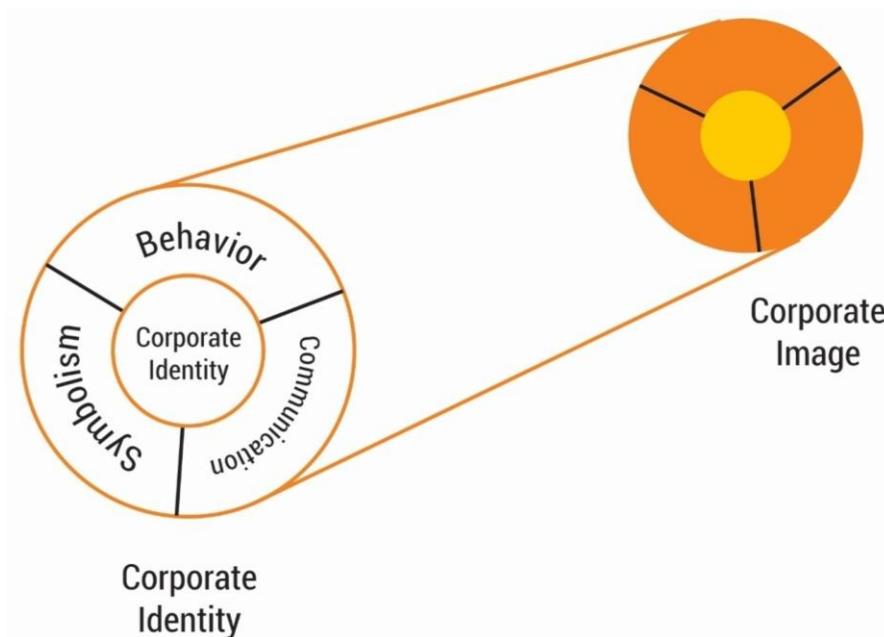 Behavior
Symbolism
Communication
Corporate
Identity
Corporate
Image
Corporate
Identity